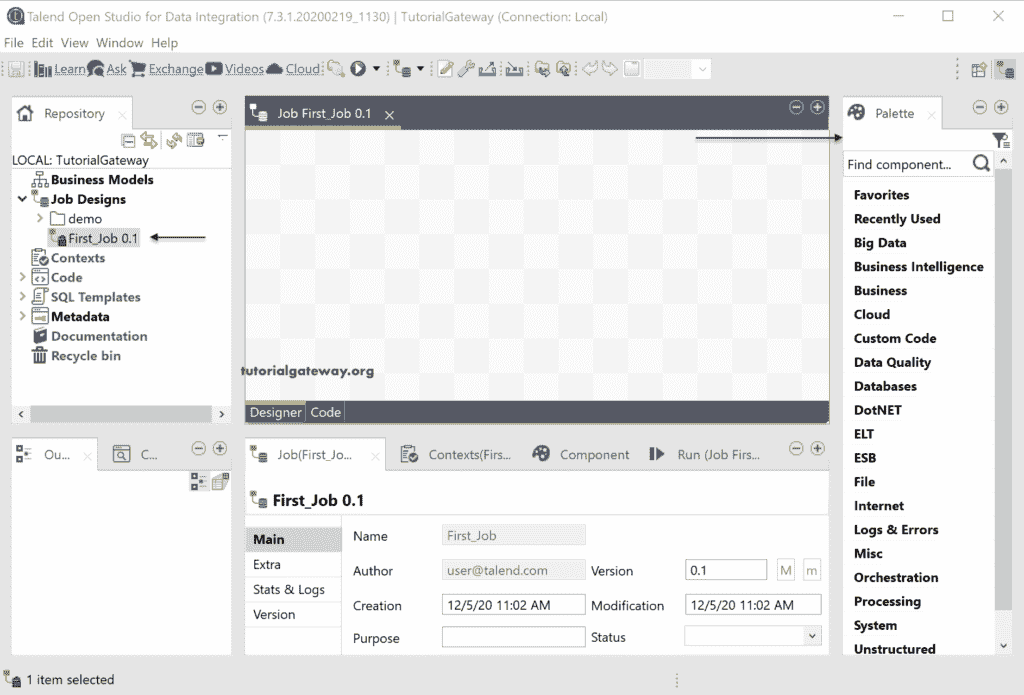 Talend Open Studio for Data Integration (7.3.1.20200219_1130) | TutorialGateway (Connection: Local)
File Edit View Window Help
Learn Ask Exchange Videos Cloud
Repository
LOCAL: TutorialGateway
Business Models
Job Designs
demo
First_Job 0.1
Contexts
Code
SQL Templates
Metadata
Documentation
Recycle bin
Job First_Job 0.1
tutorialgateway.org
Designer Code
Palette
Find component...
Favorites
Recently Used
Big Data
Business Intelligence
Business
Cloud
Custom Code
Data Quality
Databases
DotNET
ELT
ESB
File
Internet
Logs & Errors
Misc
Orchestration
Processing
System
Unstructured
Ou... C...
Job(First_Jo... Contexts(Firs... Component Run (Job Firs...
First_Job 0.1
Main
Extra
Stats & Logs
Version
Name First_Job
Author user@talend.com Version 0.1 M m
Creation 12/5/20 11:02 AM Modification 12/5/20 11:02 AM
Purpose Status
1 item selected